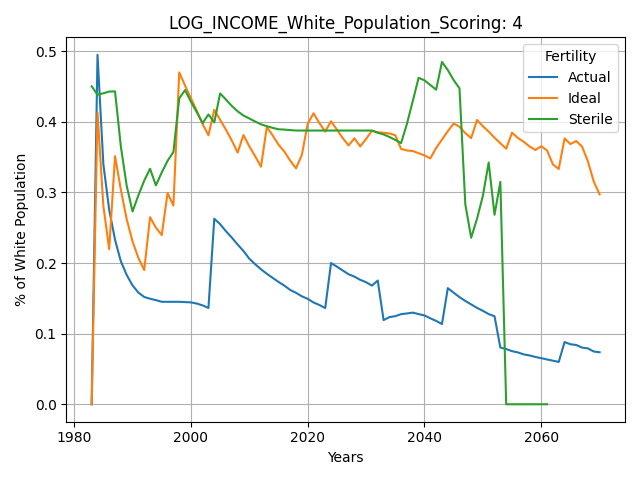 LOG_INCOME_White_Population_Scoring: 4
Fertility
Actual
Ideal
Sterile
% of White Population
0.5
0.4
0.3
0.2
0.1
0.0
1980 2000 2020 2040 2060
Years